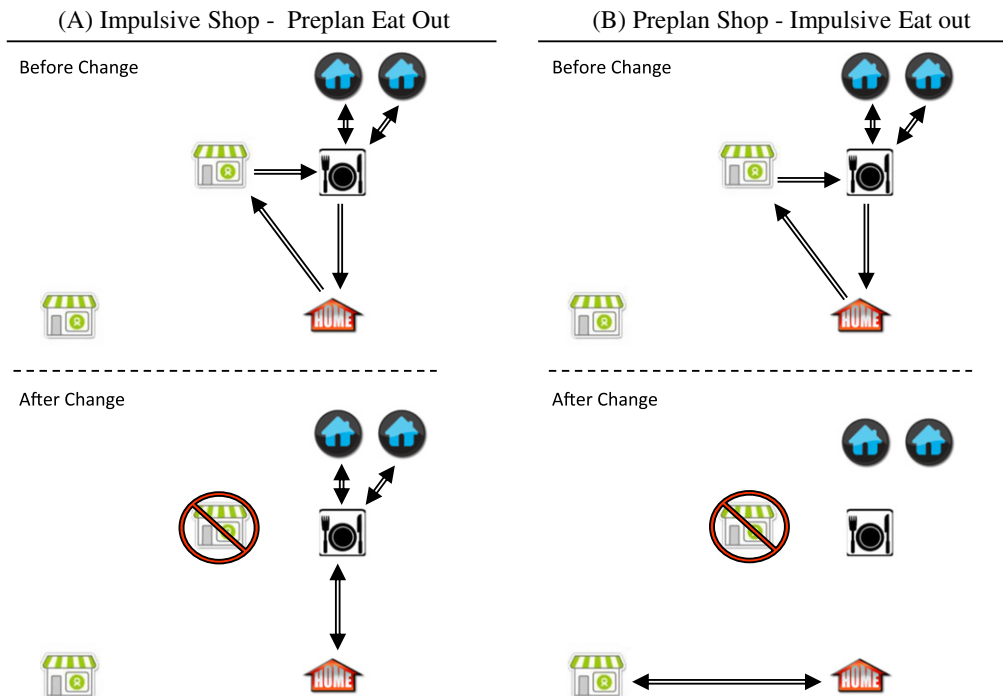 (A) Impulsive Shop - Preplan Eat Out
Before Change
HOME
After Change
HOME
(B) Preplan Shop - Impulsive Eat out
Before Change
HOME
After Change
HOME